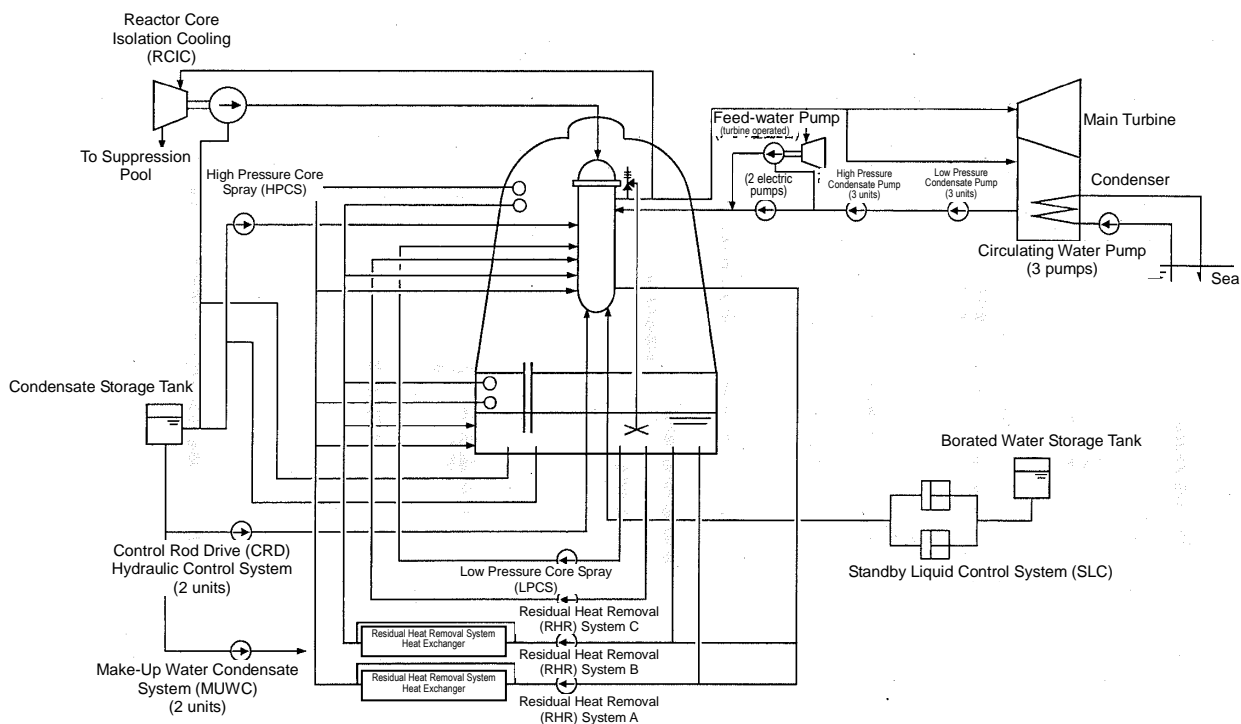 Reactor Core
Isolation Cooling
(RCIC)
To Suppression
Pool
High Pressure Core
Spray (HPCS)
Feed-water Pump
(turbine operated)
(2 electric
pumps)
High Pressure
Condensate Pump
(3 units)
Low Pressure
Condensate Pump
(3 units)
Main Turbine
Condenser
Circulating Water Pump
(3 pumps)
Sea
Condensate Storage Tank
Borated Water Storage Tank
Control Rod Drive (CRD)
Hydraulic Control System
(2 units)
Low Pressure Core Spray
(LPCS)
Standby Liquid Control System (SLC)
Residual Heat Removal
(RHR) System C
Residual Heat Removal System
Heat Exchanger
Residual Heat Removal
(RHR) System B
Make-Up Water Condensate
System (MUWC)
(2 units)
Residual Heat Removal System
Heat Exchanger
Residual Heat Removal
(RHR) System A